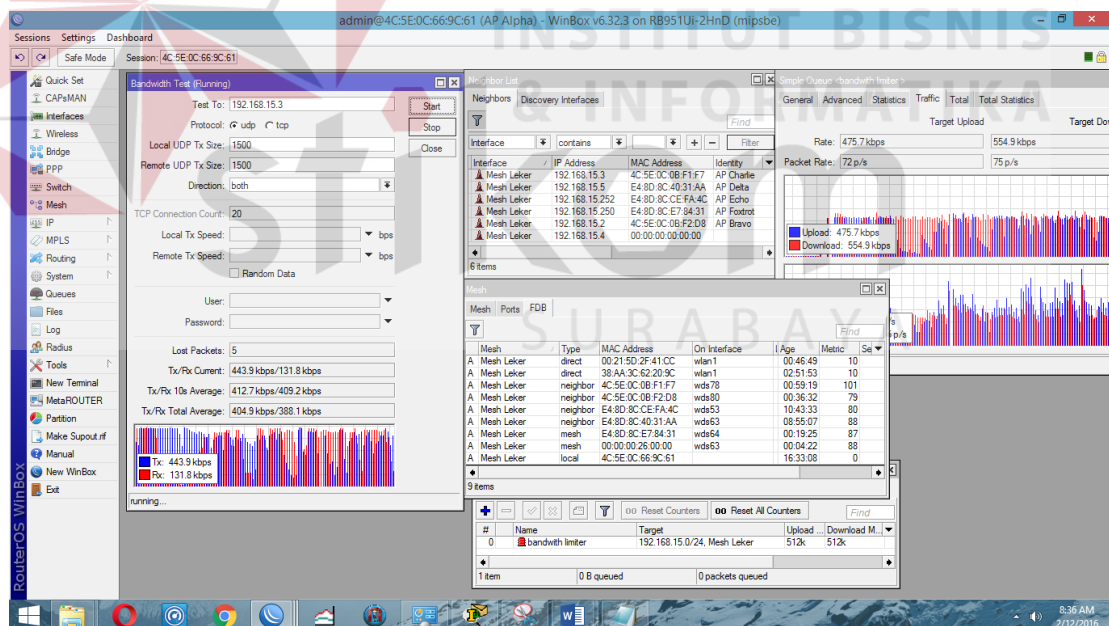 INSTITUT BISNIS
& INFORMATIKA
stikom
SURABAYA
admin@4C:5E:0C:66:9C:61 (AP Alpha) - WinBox v6.32.3 on RB951Ui-2HnD (mipsbe)
Sessions Settings Dashboard
Safe Mode Session: 4C:5E:0C:66:9C:61
Quick Set
CAPsMAN
Interfaces
Wireless
Bridge
PPP
Switch
Mesh
IP
MPLS
Routing
System
Queues
Files
Log
Radius
Tools
New Terminal
MetaROUTER
Partition
Make Supout.rif
Manual
New WinBox
Exit
RouterOS WinBox
Bandwidth Test (Running)
Test To: 192.168.15.3
Protocol: udp tcp
Local UDP Tx Size: 1500
Remote UDP Tx Size: 1500
Direction: both
TCP Connection Count: 20
Local Tx Speed: bps
Remote Tx Speed: bps
Random Data
User:
Password:
Lost Packets: 5
Tx/Rx Current: 443.9 kbps/131.8 kbps
Tx/Rx 10s Average: 412.7 kbps/409.2 kbps
Tx/Rx Total Average: 404.9 kbps/388.1 kbps
Tx: 443.9 kbps
Rx: 131.8 kbps
running...
Start
Stop
Close
Neighbor List
Neighbors Discovery Interfaces
Find
Interface contains + − Filter
Interface IP Address MAC Address Identity
Mesh Leker 192.168.15.3 4C:5E:0C:0B:F1:F7 AP Charlie
Mesh Leker 192.168.15.5 E4:8D:8C:40:31:AA AP Delta
Mesh Leker 192.168.15.252 E4:8D:8C:CE:FA:4C AP Echo
Mesh Leker 192.168.15.250 E4:8D:8C:E7:84:31 AP Foxtrot
Mesh Leker 192.168.15.2 4C:5E:0C:0B:F2:D8 AP Bravo
Mesh Leker 192.168.15.4 00:00:00:00:00:00
6 items
Simple Queue <bandwith limiter >
General Advanced Statistics Traffic Total Total Statistics
Target Upload Target Dow
Rate: 475.7 kbps 554.9 kbps
Packet Rate: 72 p/s 75 p/s
Upload: 475.7 kbps
Download: 554.9 kbps
Mesh
Mesh Ports FDB
Find
Mesh Type MAC Address On Interface Age Metric Se
A Mesh Leker direct 00:21:5D:2F:41:CC wlan1 00:46:49 10
A Mesh Leker direct 38:AA:3C:62:20:9C wlan1 02:51:53 10
A Mesh Leker neighbor 4C:5E:0C:0B:F1:F7 wds78 00:59:19 101
A Mesh Leker neighbor 4C:5E:0C:0B:F2:D8 wds80 00:36:32 79
A Mesh Leker neighbor E4:8D:8C:CE:FA:4C wds53 10:43:33 80
A Mesh Leker neighbor E4:8D:8C:40:31:AA wds63 08:55:07 88
A Mesh Leker mesh E4:8D:8C:E7:84:31 wds64 00:19:25 87
A Mesh Leker mesh 00:00:00:26:00:00 wds63 00:04:22 88
A Mesh Leker local 4C:5E:0C:66:9C:61 16:33:08 0
9 items
00 Reset Counters 00 Reset All Counters Find
# Name Target Upload ... Download M...
0 bandwith limiter 192.168.15.0/24, Mesh Leker 512k 512k
1 item 0 B queued 0 packets queued
8:36 AM
2/12/2016